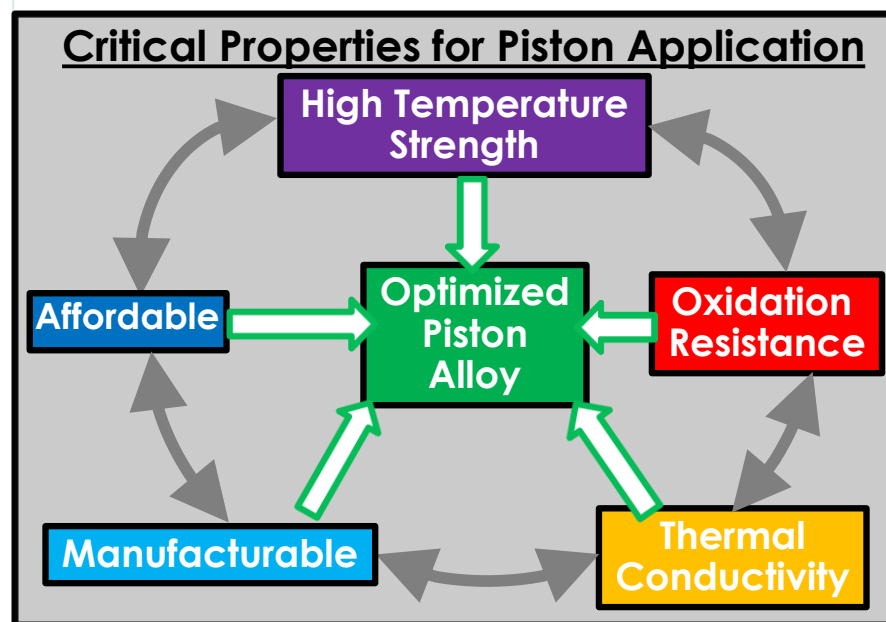 Critical Properties for Piston Application
High Temperature
Strength
Affordable
Optimized
Piston
Alloy
Oxidation
Resistance
Manufacturable
Thermal
Conductivity